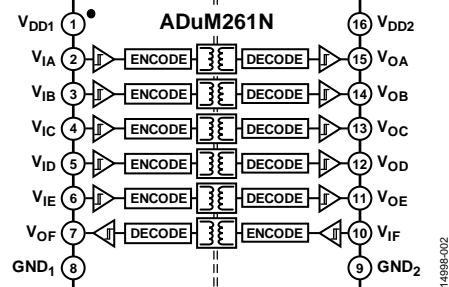 VDD1 1 ADuM261N 16 VDD2
VIA 2 ENCODE DECODE 15 VOA
VIB 3 ENCODE DECODE 14 VOB
VIC 4 ENCODE DECODE 13 VOC
VID 5 ENCODE DECODE 12 VOD
VIE 6 ENCODE DECODE 11 VOE
VOF 7 DECODE ENCODE 10 VIF
GND1 8 9 GND2
14998-002